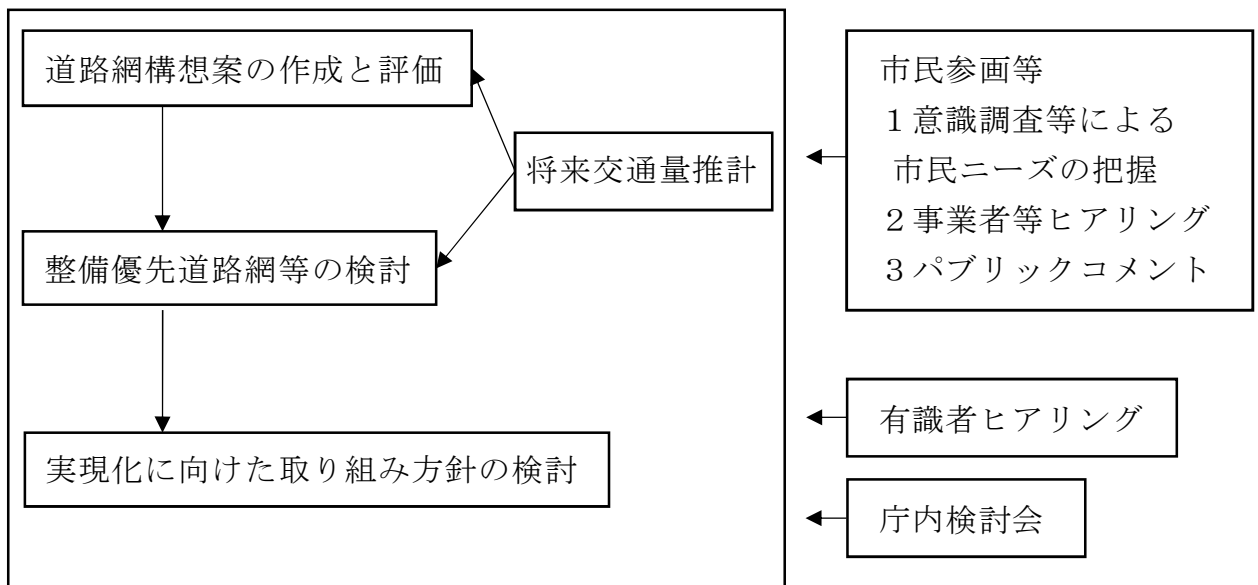 道路網構想案の作成と評価
将来交通量推計
整備優先道路網等の検討
実現化に向けた取り組み方針の検討
市民参画等
１意識調査等による
市民ニーズの把握
２事業者等ヒアリング
３パブリックコメント
有識者ヒアリング
庁内検討会